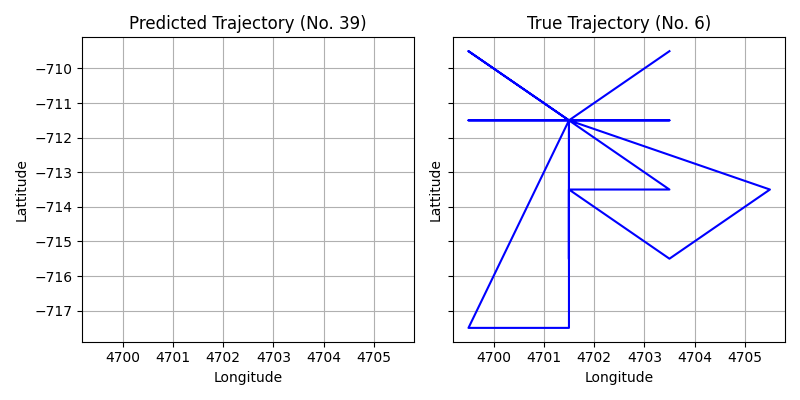 Predicted Trajectory (No. 39)
−710
−711
−712
−713
−714
−715
−716
−717
Lattitude
4700 4701 4702 4703 4704 4705
Longitude
True Trajectory (No. 6)
Lattitude
4700 4701 4702 4703 4704 4705
Longitude